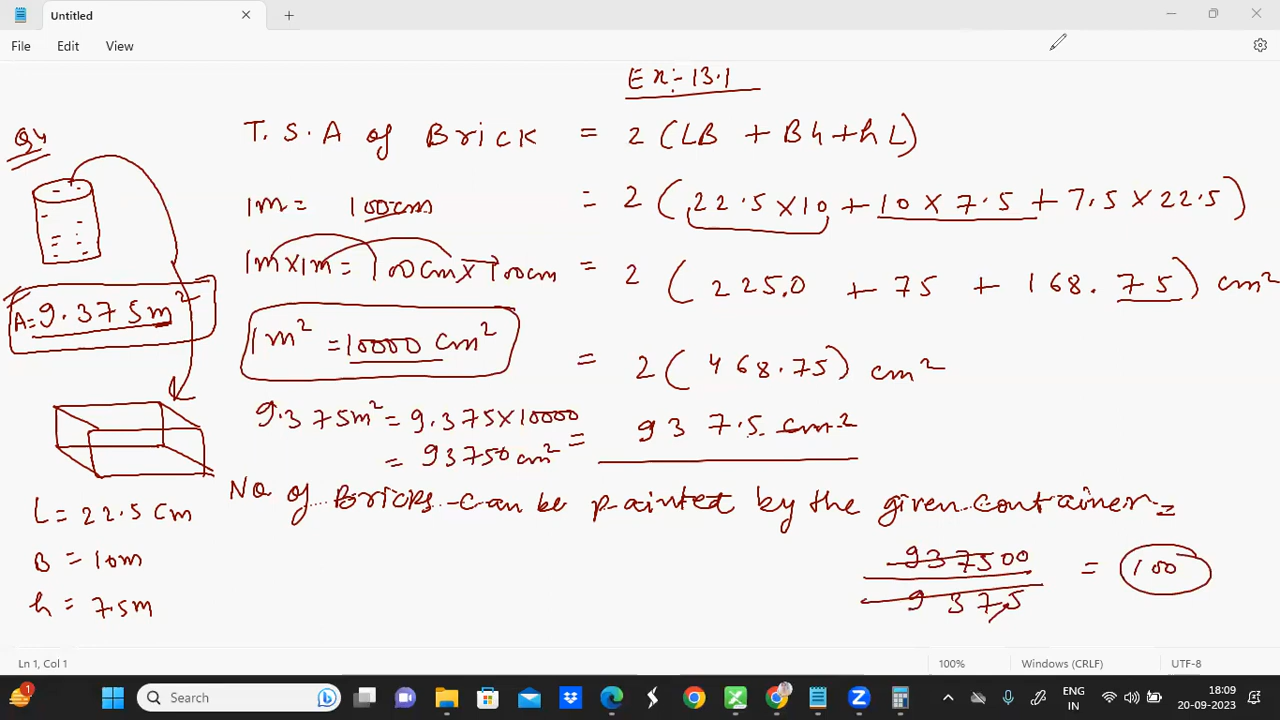 Untitled
File Edit View
Ex:- 13.1
Q4
T.S.A of Brick = 2 (LB + Bh + hL)
1m = 100cm
= 2 (22.5 × 10 + 10 × 7.5 + 7.5 × 22.5)
1m×1m = 100cm × 100cm
= 2 (225.0 + 75 + 168.75) cm²
A = 9.375m²
1m² = 10000 cm²
= 2 (468.75) cm²
9.375m² = 9.375×10000
= 937.5 cm²
= 93750 cm²
No of Bricks can be painted by the given container =
L = 22.5 cm
B = 10m
h = 7.5m
937500
9375
= 100
Ln 1, Col 1
100%
Windows (CRLF)
UTF-8
1
Search
ENG
IN
18:09
20-09-2023